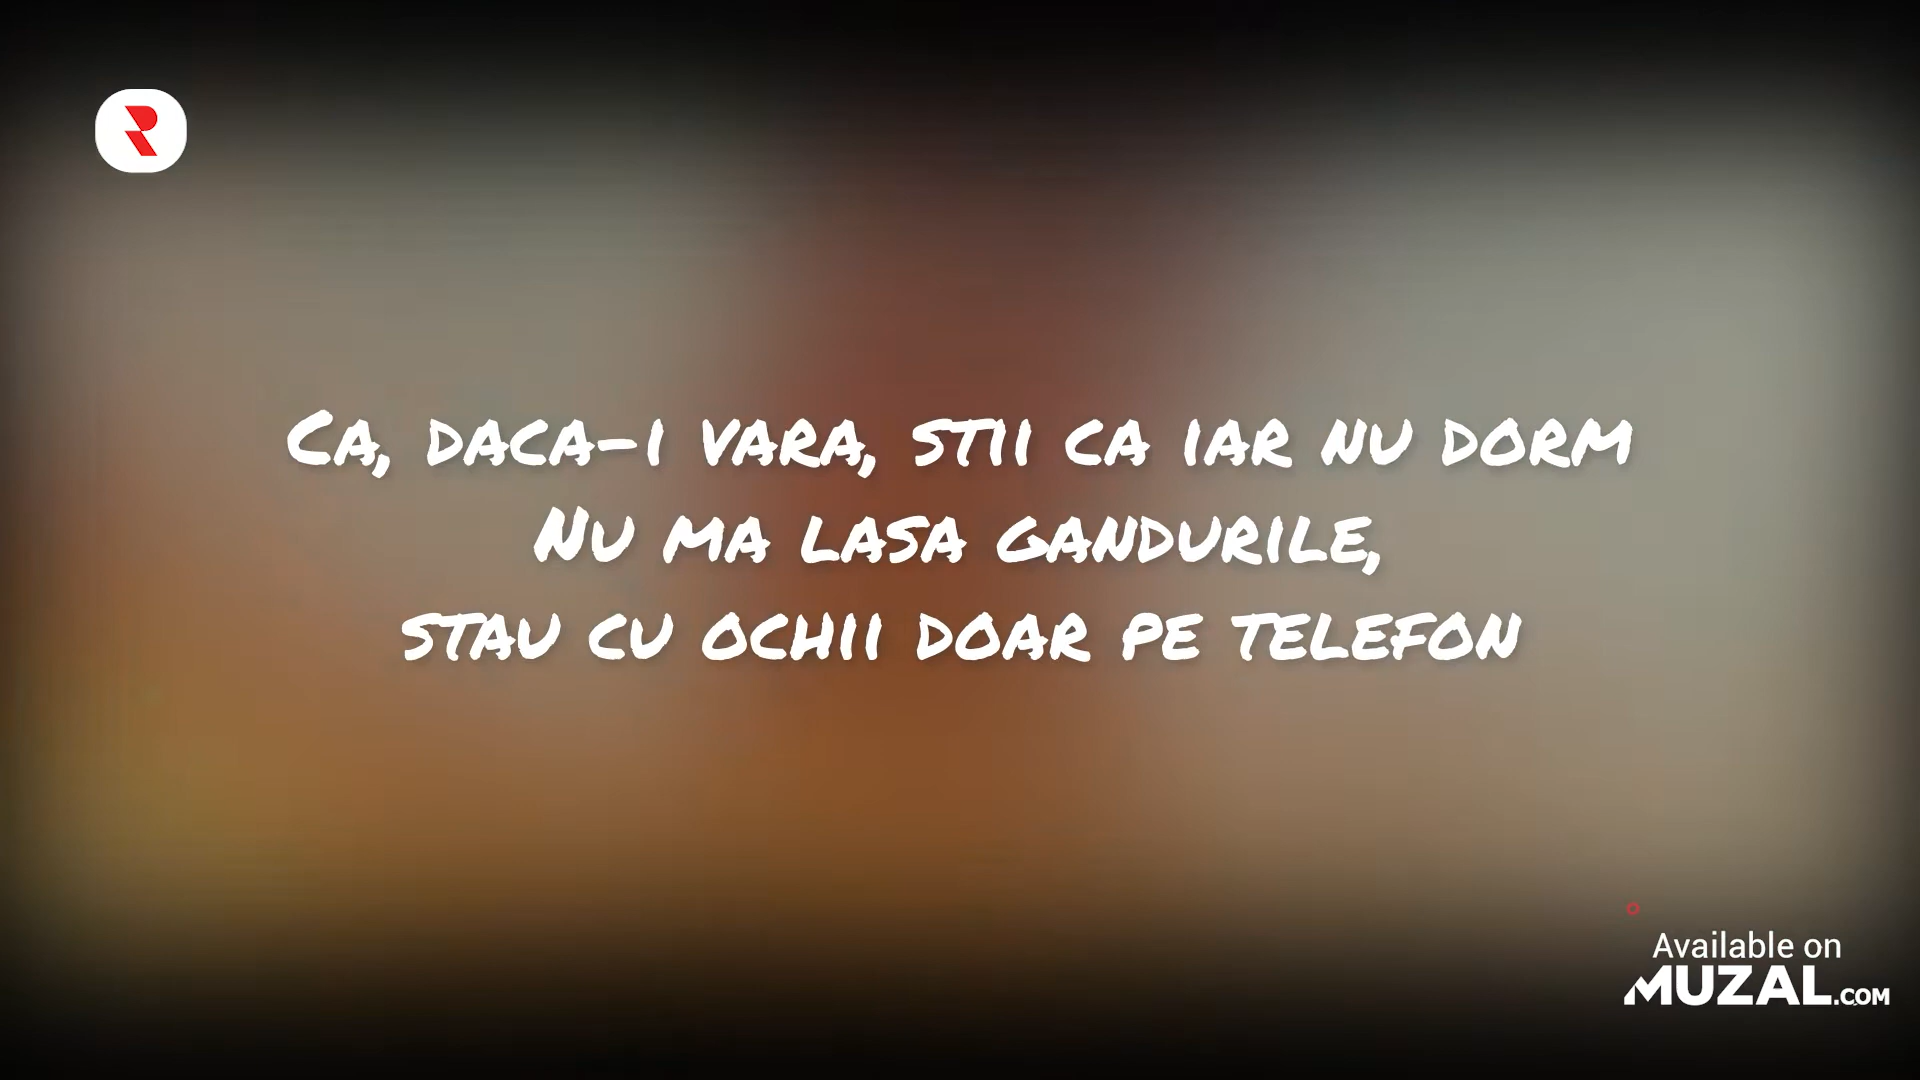 Ca, daca-i vara, stii ca iar nu dorm
Nu ma lasa gandurile,
stau cu ochii doar pe telefon
Available on
MUZAL.COM